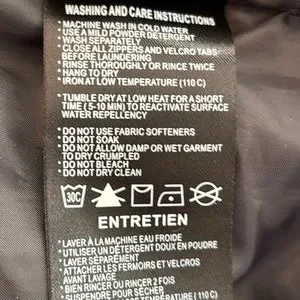 WASHING AND CARE INSTRUCTIONS
* MACHINE WASH IN COLD WATER
* USE A MILD POWDER DETERGENT
* WASH SEPARATELY
* CLOSE ALL ZIPPERS AND VELCRO TABS
BEFORE LAUNDERING
* RINSE THOROUGHLY OR RINSE TWICE
* HANG TO DRY
* IRON AT LOW TEMPERATURE (110 C)
* TUMBLE DRY AT LOW HEAT FOR A SHORT
TIME ( 5-10 MIN) TO REACTIVATE SURFACE
WATER REPELLENCY
* DO NOT USE FABRIC SOFTENERS
* DO NOT SOAK
* DO NOT ALLOW DAMP OR WET GARMENT
TO DRY CRUMPLED
* DO NOT BLEACH
* DO NOT DRY CLEAN
30C
ENTRETIEN
* LAVER À LA MACHINE EAU FROIDE
* UTILISER UN DÉTERGENT DOUX EN POUDRE
* LAVER SÉPARÉMENT
* ATTACHER LES FERMOIRS ET VELCROS
AVANT LAVAGE
* BIEN RINCER OU RINCER 2 FOIS
* SUSPENDRE POUR SÉCHER
TEMPÉRATURE (110 C)